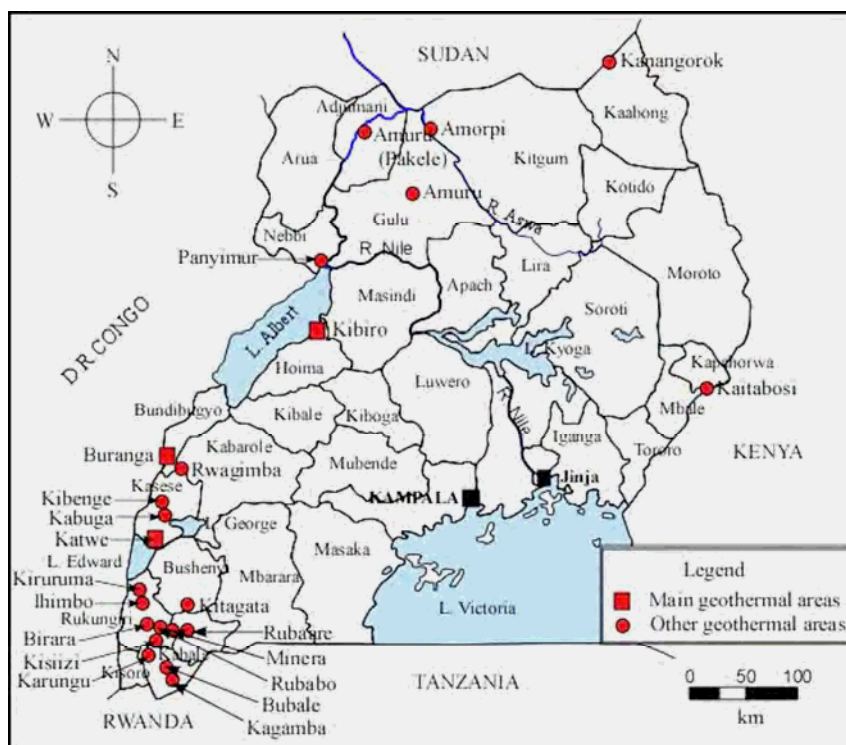 SUDAN
N
W
E
S
Kanangorok
Kaabong
Adjumani
Amuru
(Pakele)
Amorpi
Arua
Kitgum
Kotido
Amuru
R. Aswa
Gulu
Nebbi
R. Nile
Panyimur
Lira
Moroto
Apach
Masindi
Soroti
L. Albert
Kibiro
D R CONGO
L. Kyoga
Hoima
Kapahorwa
Luwero
Kaitabosi
Bundibugyo
Kibale
Kiboga
R. Nile
Mbale
Iganga
Kabarole
Tororo
KENYA
Buranga
Mubende
Rwagimba
Kasese
Jinja
Kibenge
KAMPALA
Kabuga
L.
George
Katwe
Masaka
L. Edward
Bushenyi
Mbarara
Kiruruma
Legend
Ihimbo
Kitagata
L. Victoria
Main geothermal areas
Rukungiri
Other geothermal areas
Birara
Rubaare
Kisiizi
Kabale
Minera
Karungu
Kisoro
Rubabo
TANZANIA
Bubale
0 50 100
RWANDA
Kagamba
km